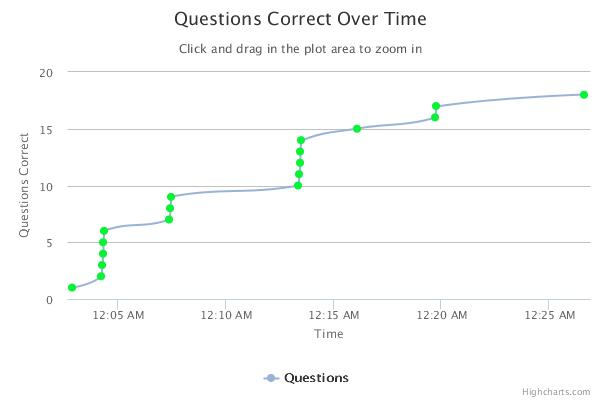 Questions Correct Over Time
Click and drag in the plot area to zoom in
Questions Correct
20
15
10
5
0
12:05 AM 12:10 AM 12:15 AM 12:20 AM 12:25 AM
Time
Questions
Highcharts.com